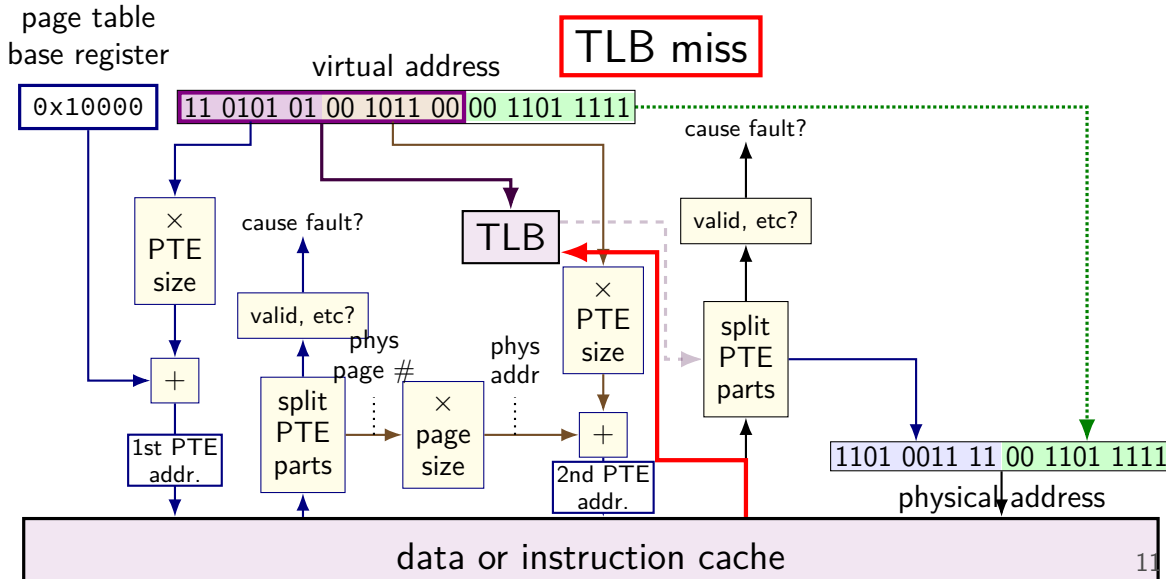 page table
base register
0x10000
virtual address
TLB miss
11 0101 01 00 1011 00 00 1101 1111
cause fault?
valid, etc?
×
PTE
size
+
1st PTE
addr.
cause fault?
valid, etc?
split
PTE
parts
phys
page #
×
page
size
phys
addr
TLB
×
PTE
size
+
2nd PTE
addr.
split
PTE
parts
1101 0011 11 00 1101 1111
physical address
data or instruction cache
11